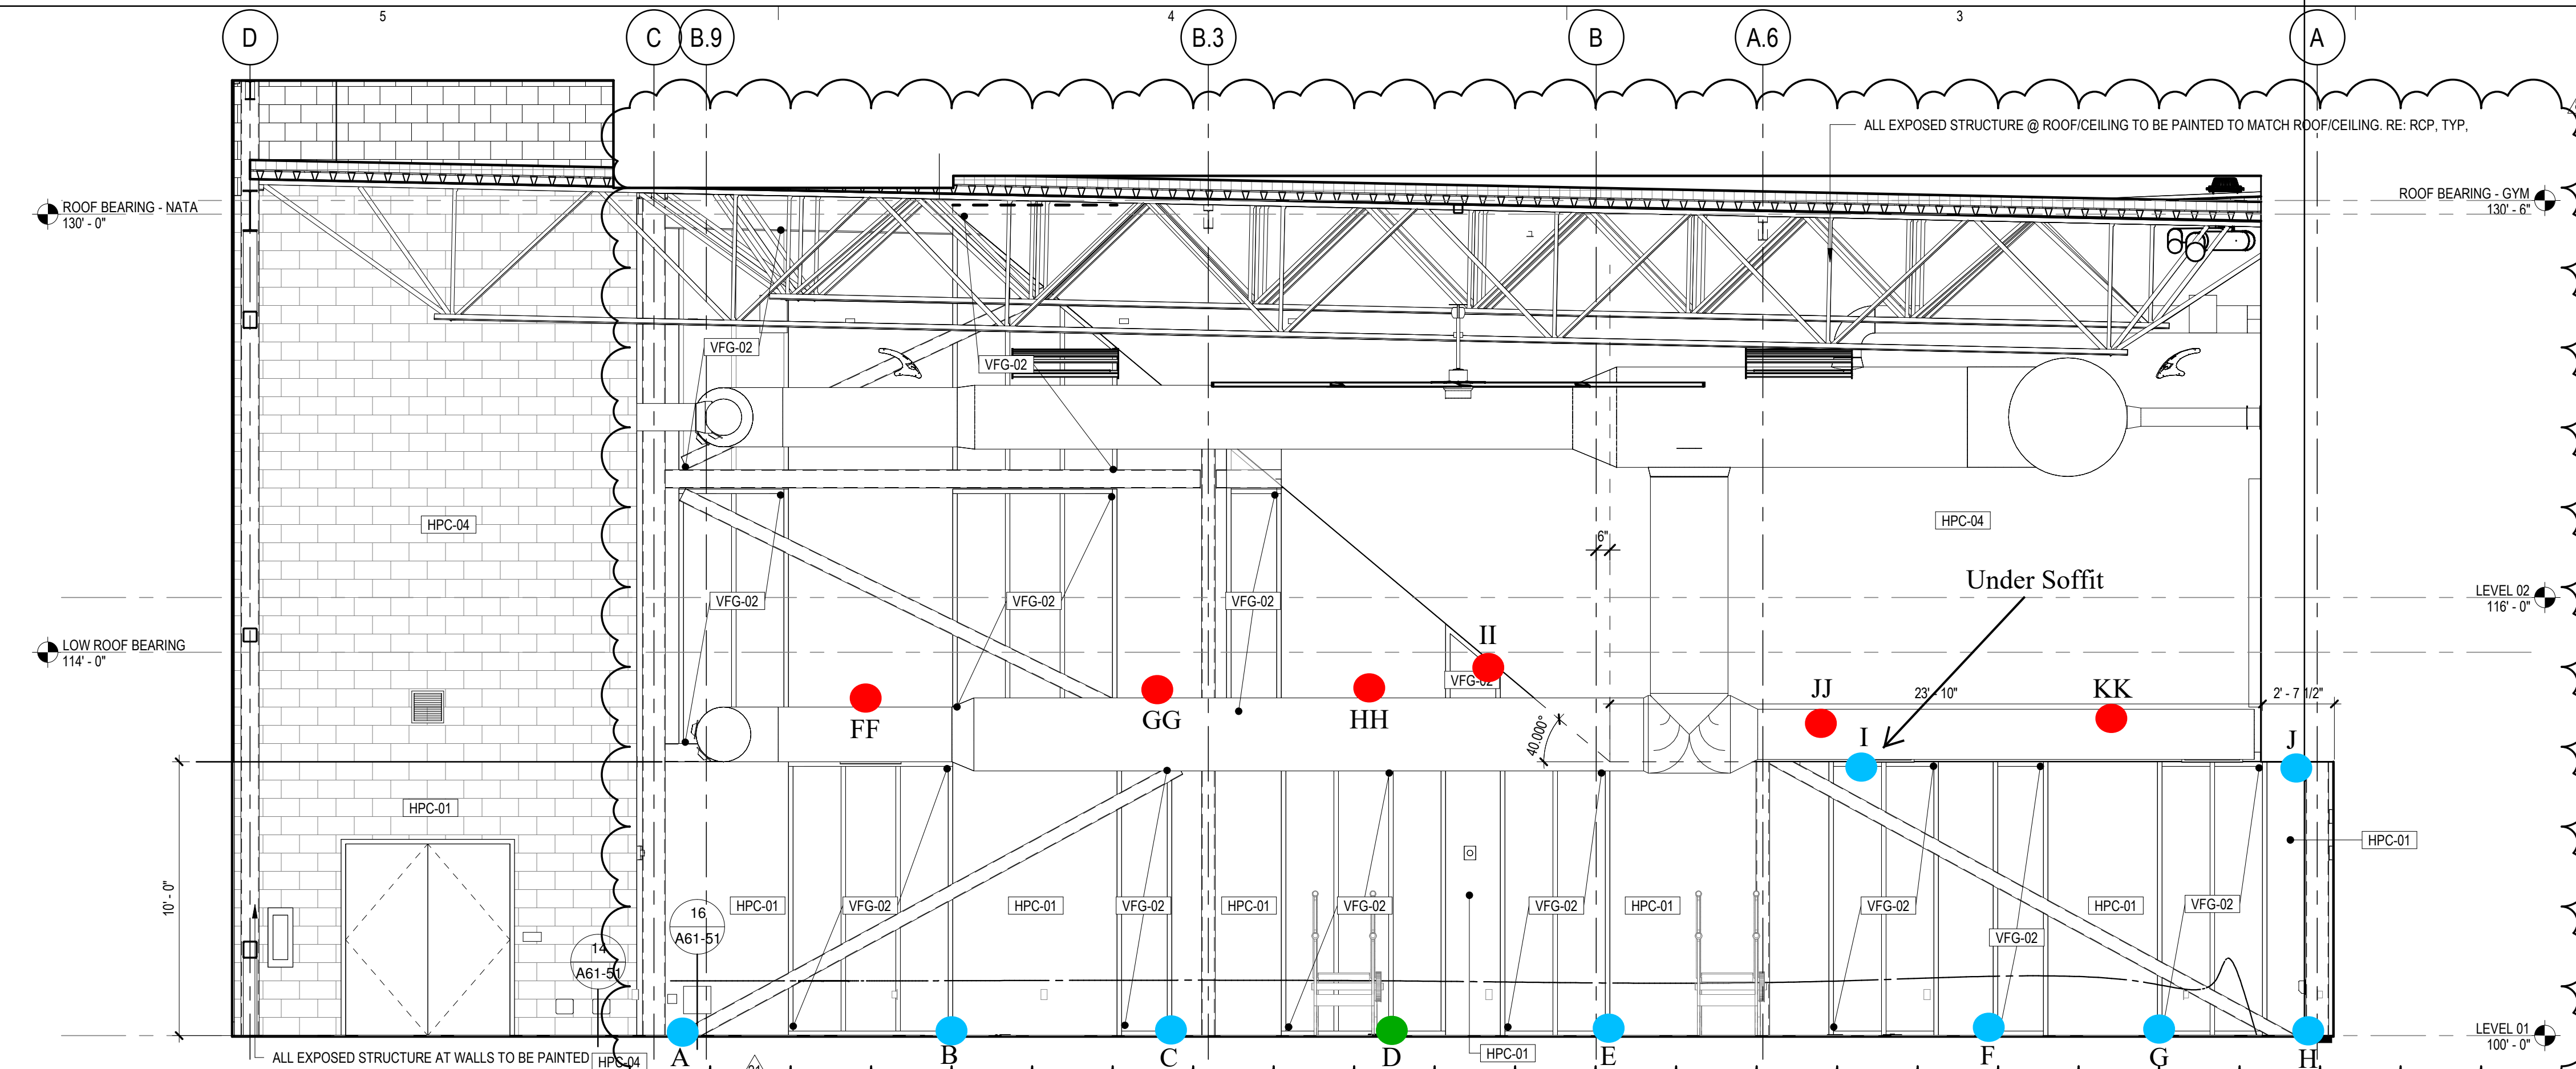 5
4
3
D
C
B.9
B.3
B
A.6
A
ALL EXPOSED STRUCTURE @ ROOF/CEILING TO BE PAINTED TO MATCH ROOF/CEILING. RE: RCP, TYP,
ROOF BEARING - NATA
130' - 0"
ROOF BEARING - GYM
130' - 6"
VFG-02
VFG-02
HPC-04
HPC-04
6"
Under Soffit
VFG-02
VFG-02
VFG-02
LEVEL 02
116' - 0"
LOW ROOF BEARING
114' - 0"
II
VFG-02
FF
GG
HH
JJ
23' - 10"
KK
2' - 7 1/2"
40.000°
I
J
HPC-01
HPC-01
10' - 0"
HPC-01
VFG-02
HPC-01
VFG-02
HPC-01
VFG-02
VFG-02
HPC-01
VFG-02
HPC-01
VFG-02
16
A61-51
14
A61-51
VFG-02
LEVEL 01
100' - 0"
ALL EXPOSED STRUCTURE AT WALLS TO BE PAINTED
HPC-04
HPC-01
A
B
C
D
E
F
G
H